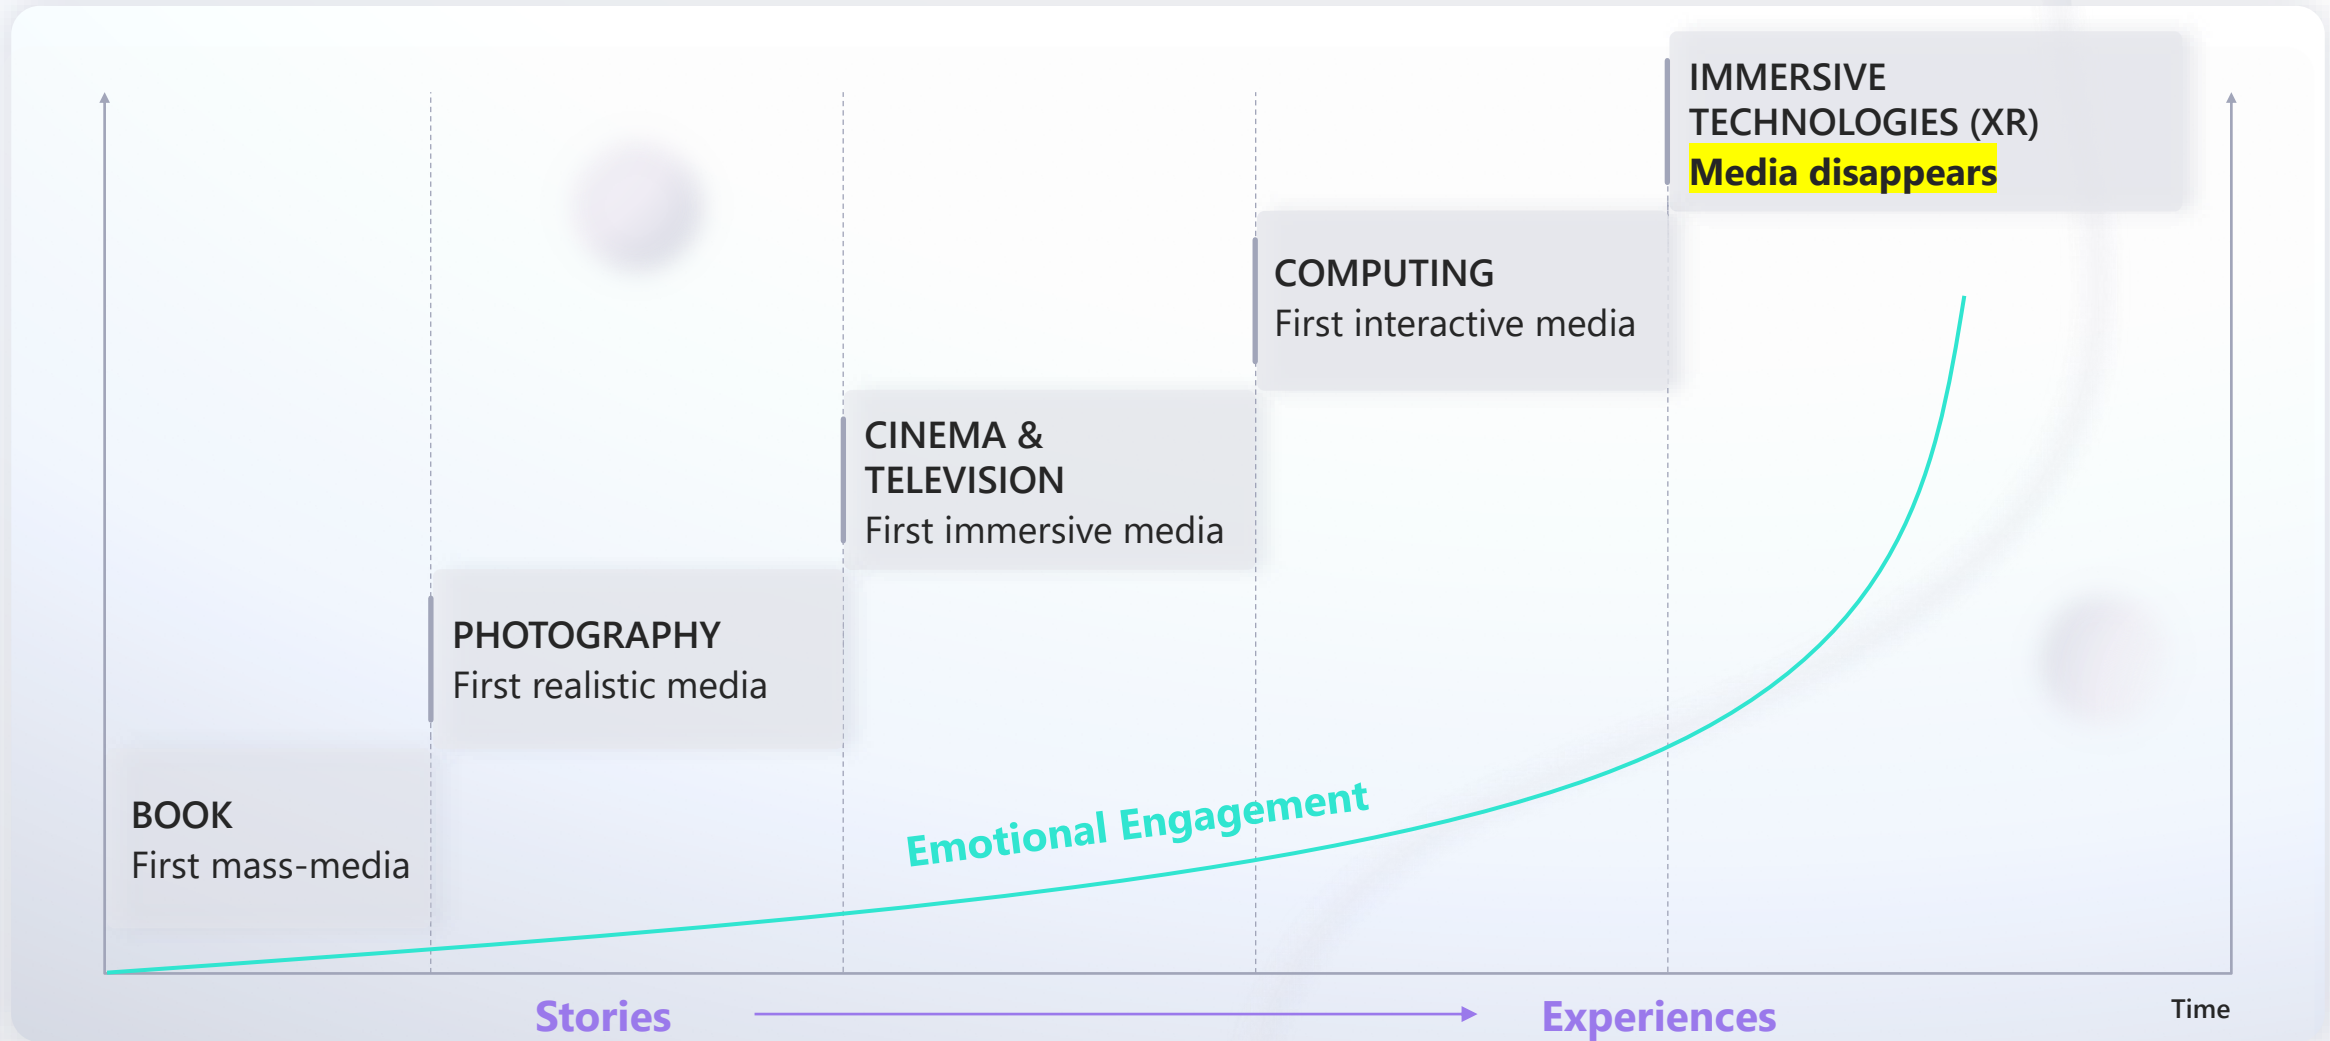 IMMERSIVE
TECHNOLOGIES (XR)
Media disappears
COMPUTING
First interactive media
CINEMA &
TELEVISION
First immersive media
PHOTOGRAPHY
First realistic media
BOOK
First mass-media
Emotional Engagement
Stories
Experiences
Time